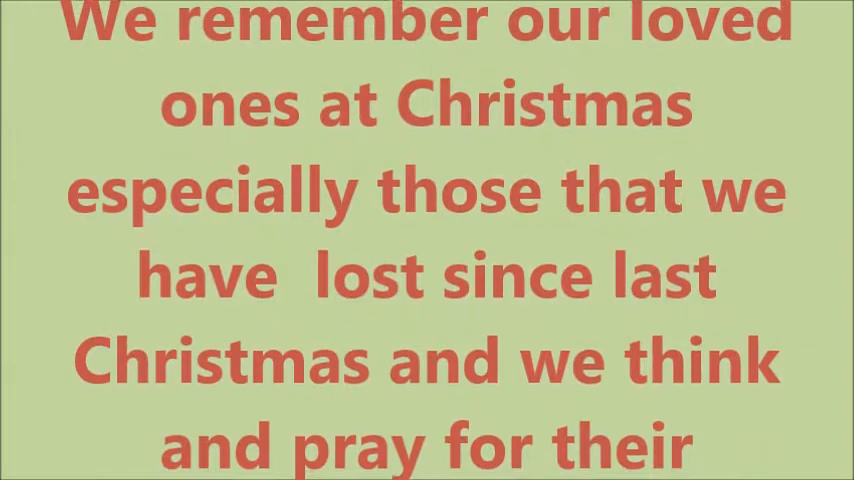 We remember our loved
ones at Christmas
especially those that we
have  lost since last
Christmas and we think
and pray for their